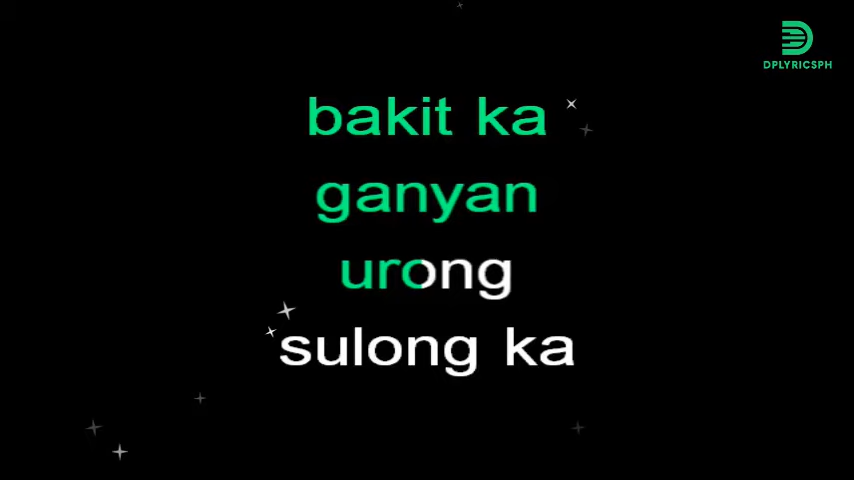 DPLYRICSPH
bakit ka
ganyan
urong
sulong ka